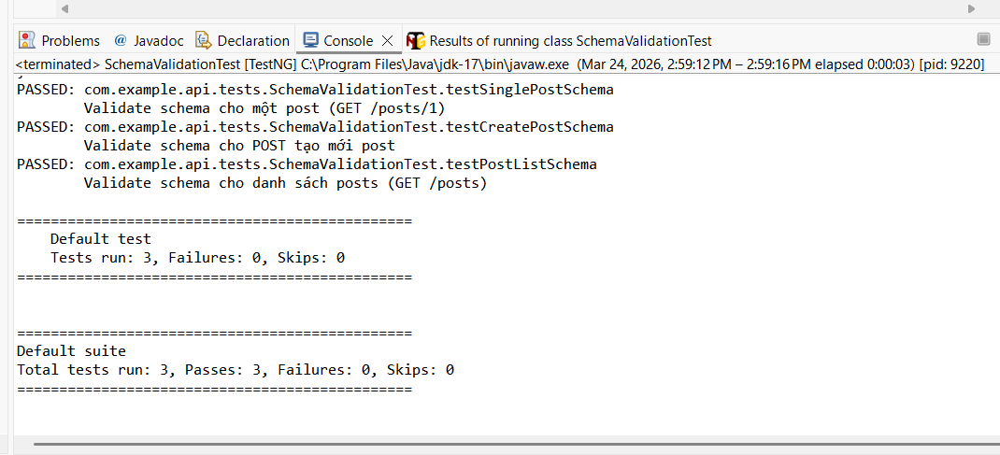 Problems @ Javadoc Declaration Console Results of running class SchemaValidationTest
<terminated> SchemaValidationTest [TestNG] C:\Program Files\Java\jdk-17\bin\javaw.exe (Mar 24, 2026, 2:59:12 PM – 2:59:16 PM elapsed 0:00:03) [pid: 9220]
PASSED: com.example.api.tests.SchemaValidationTest.testSinglePostSchema
        Validate schema cho một post (GET /posts/1)
PASSED: com.example.api.tests.SchemaValidationTest.testCreatePostSchema
        Validate schema cho POST tạo mới post
PASSED: com.example.api.tests.SchemaValidationTest.testPostListSchema
        Validate schema cho danh sách posts (GET /posts)
===============================================
    Default test
    Tests run: 3, Failures: 0, Skips: 0
===============================================
===============================================
Default suite
Total tests run: 3, Passes: 3, Failures: 0, Skips: 0
===============================================